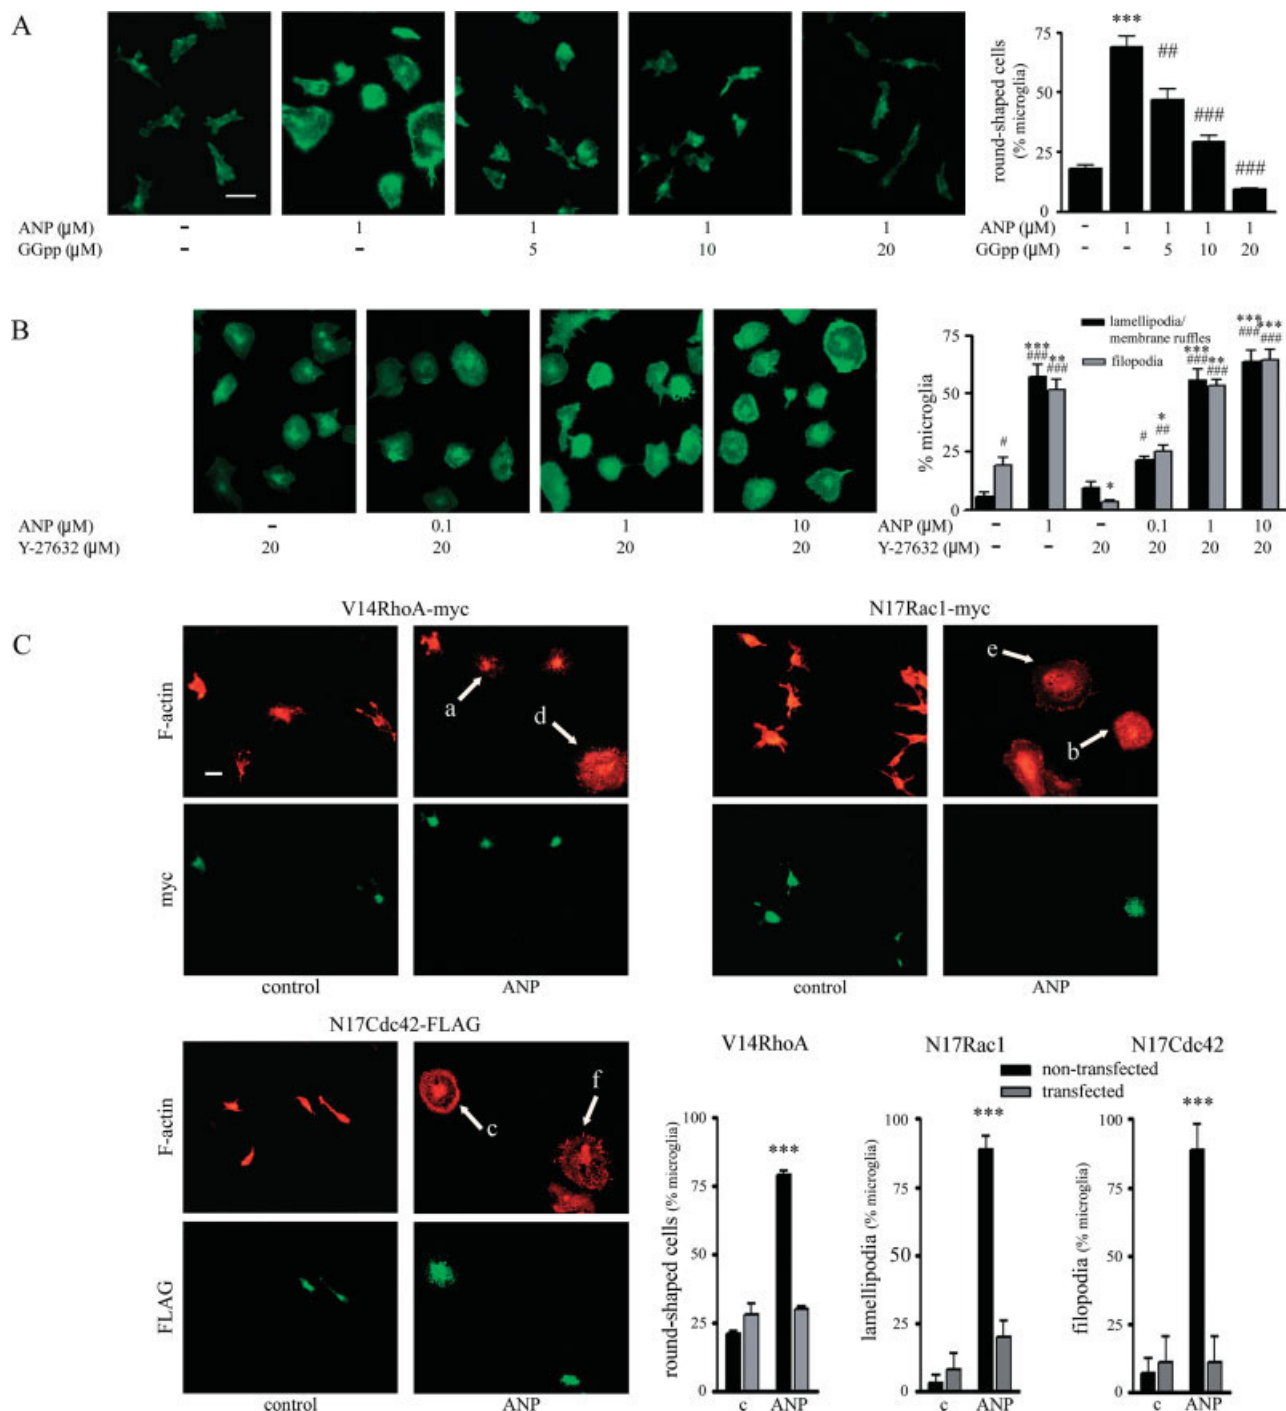 A
ANP (µM) - 1 1 1 1
GGpp (µM) - - 5 10 20
round-shaped cells
(% microglia)
75
50
25
0
*** ## ### ###
ANP (µM) - 1 1 1 1
GGpp (µM) - - 5 10 20
B
ANP (µM) - 0.1 1 10
Y-27632 (µM) 20 20 20 20
% microglia
75
50
25
0
lamellipodia/
membrane ruffles
filopodia
# *** ### ** ### * # * ## *** ### ** ### *** ### *** ###
ANP (µM) - 1 - 0.1 1 10
Y-27632 (µM) - - 20 20 20 20
C
V14RhoA-myc
N17Rac1-myc
F-actin
a
d
e
b
myc
control ANP
control ANP
N17Cdc42-FLAG
F-actin
c
f
FLAG
control ANP
V14RhoA N17Rac1 N17Cdc42
non-transfected
transfected
round-shaped cells (% microglia)
100
75
50
25
0
***
c ANP
lamellipodia (% microglia)
100
75
50
25
0
***
c ANP
filopodia (% microglia)
100
75
50
25
0
***
c ANP